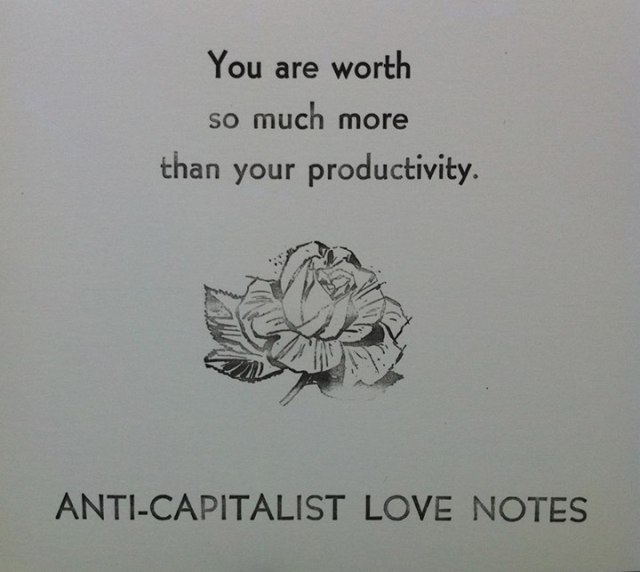 You are worth
so much more
than your productivity.
ANTI-CAPITALIST LOVE NOTES